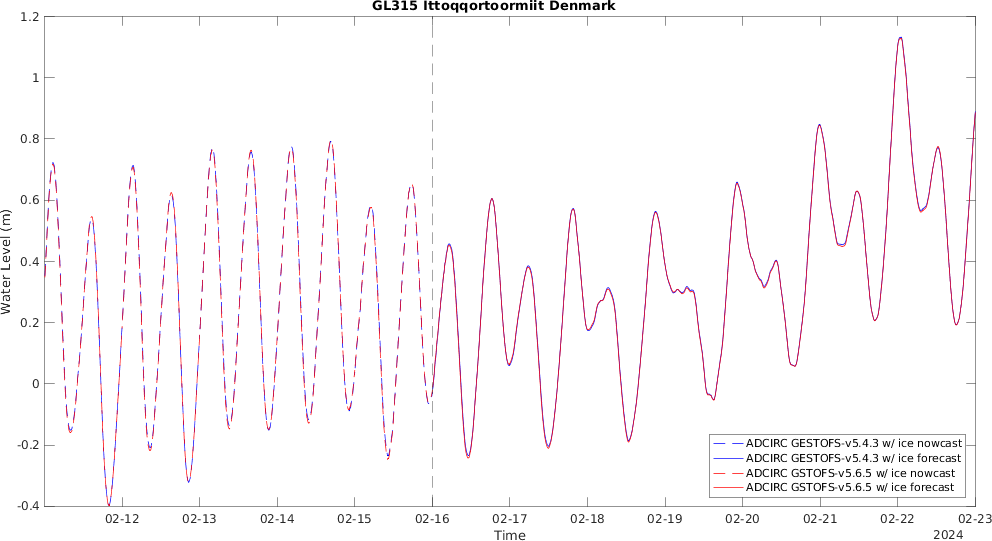 GL315 Ittoqqortoormiit Denmark
1.2
1
0.8
0.6
0.4
0.2
0
-0.2
-0.4
Water Level (m)
02-12 02-13 02-14 02-15 02-16 02-17 02-18 02-19 02-20 02-21 02-22 02-23
Time
2024
ADCIRC GESTOFS-v5.4.3 w/ ice nowcast
ADCIRC GESTOFS-v5.4.3 w/ ice forecast
ADCIRC GSTOFS-v5.6.5 w/ ice nowcast
ADCIRC GSTOFS-v5.6.5 w/ ice forecast